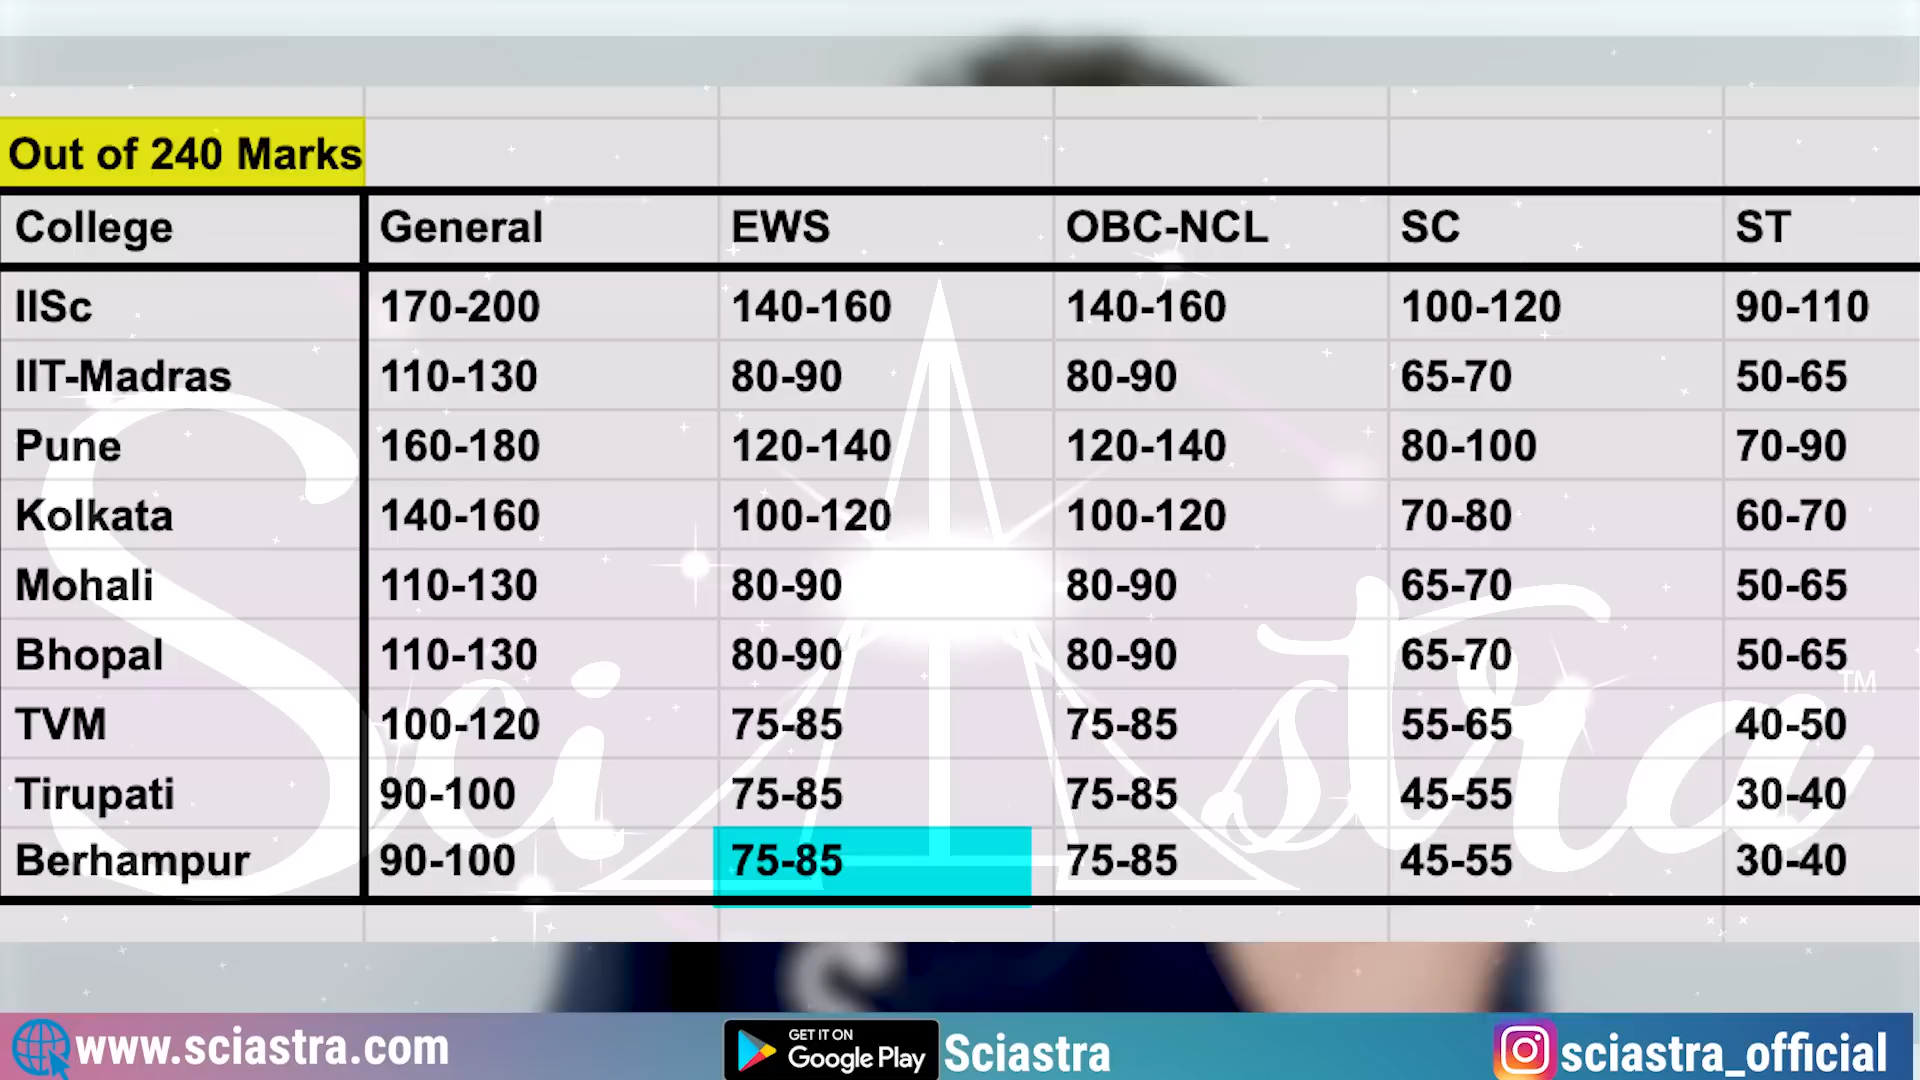 Out of 240 Marks
College General EWS OBC-NCL SC ST
IISc 170-200 140-160 140-160 100-120 90-110
IIT-Madras 110-130 80-90 80-90 65-70 50-65
Pune 160-180 120-140 120-140 80-100 70-90
Kolkata 140-160 100-120 100-120 70-80 60-70
Mohali 110-130 80-90 80-90 65-70 50-65
Bhopal 110-130 80-90 80-90 65-70 50-65
TVM 100-120 75-85 75-85 55-65 40-50
Tirupati 90-100 75-85 75-85 45-55 30-40
Berhampur 90-100 75-85 75-85 45-55 30-40
SciAstra TM
S
www.sciastra.com GET IT ON Google Play Sciastra sciastra_official